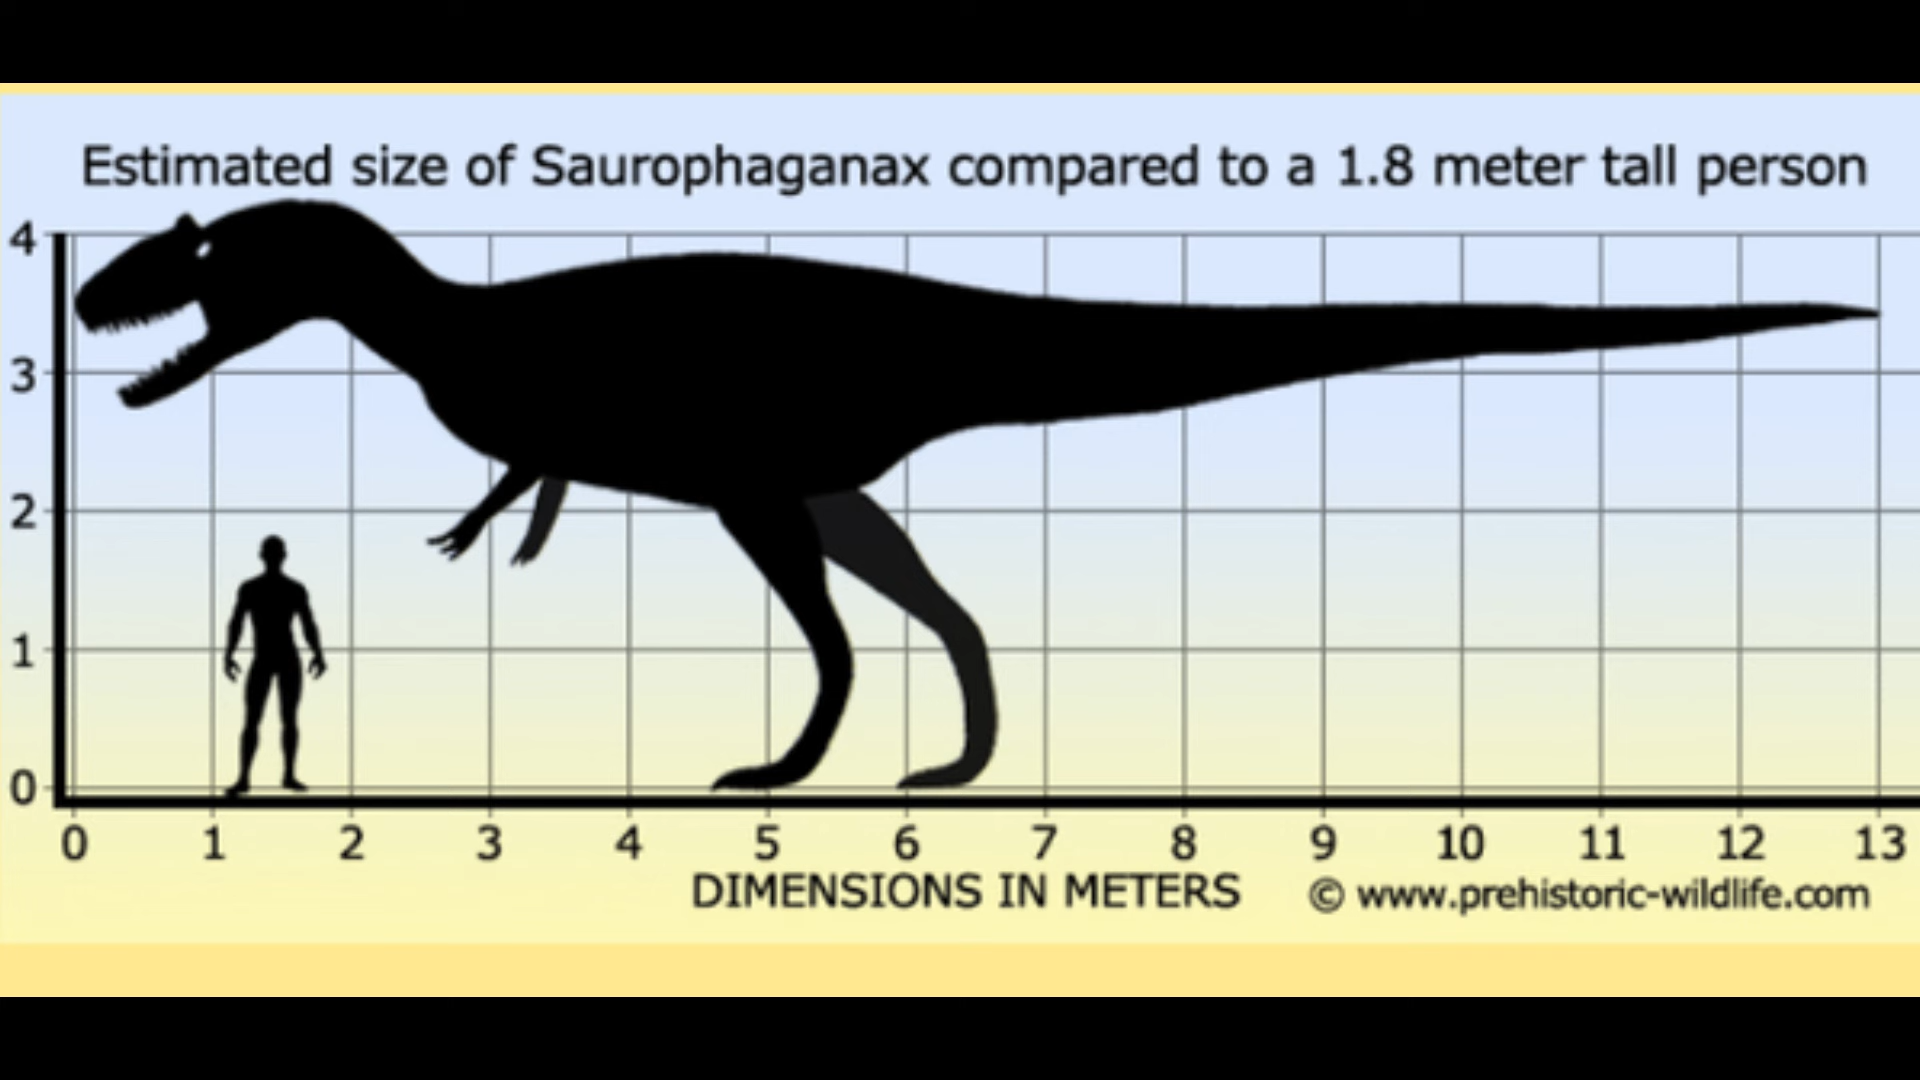 Estimated size of Saurophaganax compared to a 1.8 meter tall person
4
3
2
1
0
0 1 2 3 4 5 6 7 8 9 10 11 12 13
DIMENSIONS IN METERS © www.prehistoric-wildlife.com